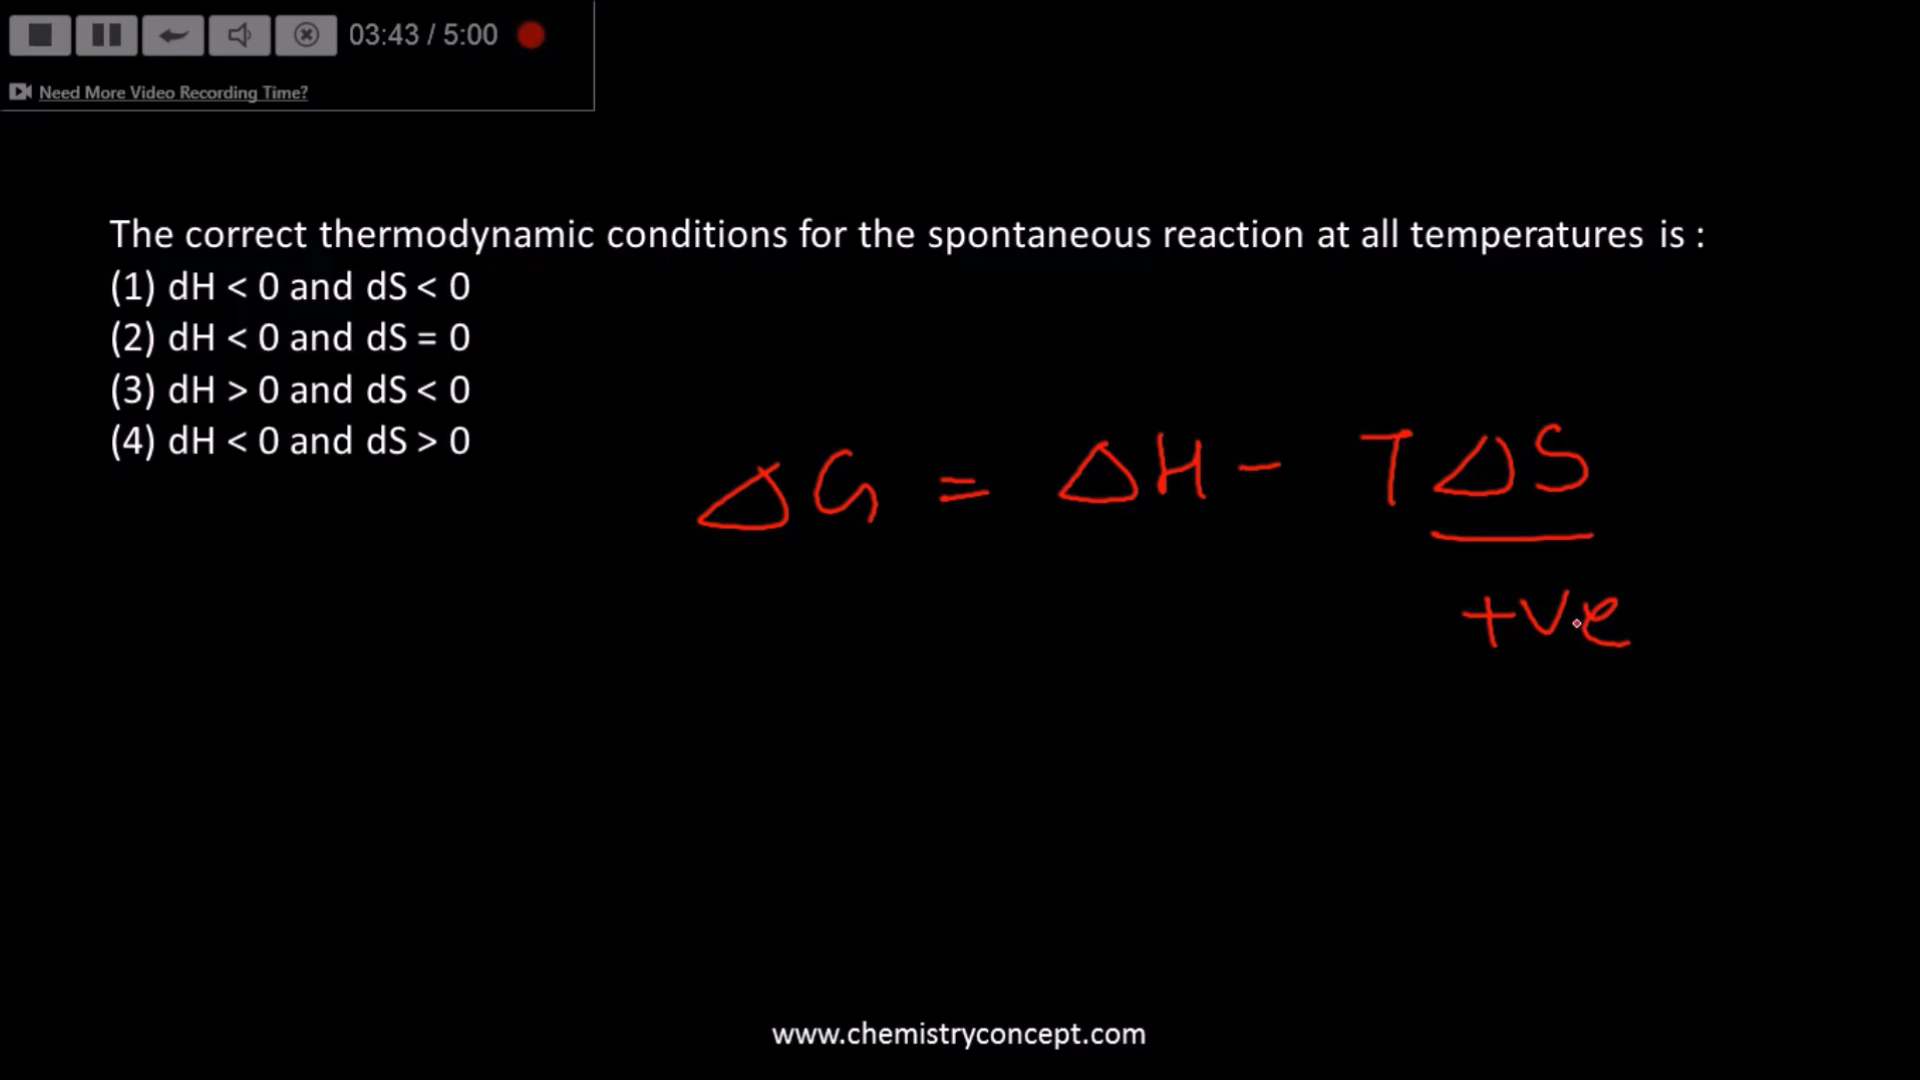 03:43 / 5:00
Need More Video Recording Time?
The correct thermodynamic conditions for the spontaneous reaction at all temperatures is :
(1) dH < 0 and dS < 0
(2) dH < 0 and dS = 0
(3) dH > 0 and dS < 0
(4) dH < 0 and dS > 0
ΔG = ΔH - TΔS
+ve
www.chemistryconcept.com